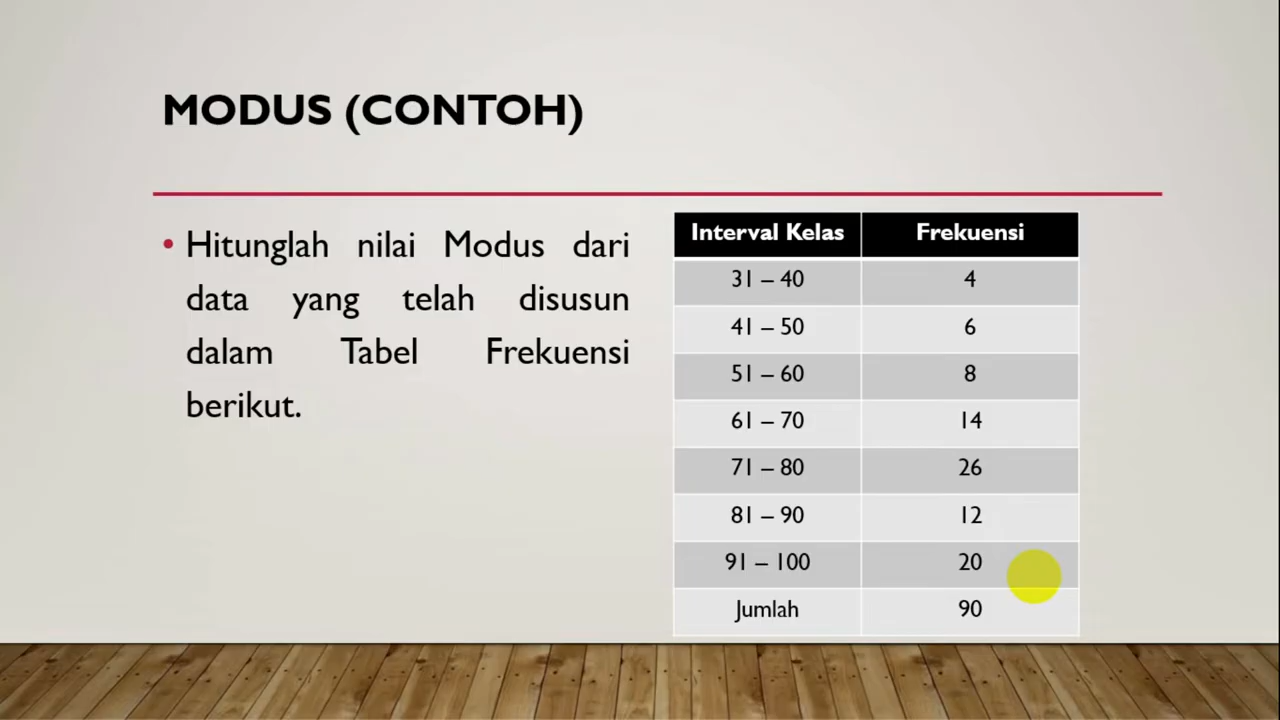 MODUS (CONTOH)
• Hitunglah nilai Modus dari
data yang telah disusun
dalam Tabel Frekuensi
berikut.
Interval Kelas Frekuensi
31 – 40 4
41 – 50 6
51 – 60 8
61 – 70 14
71 – 80 26
81 – 90 12
91 – 100 20
Jumlah 90